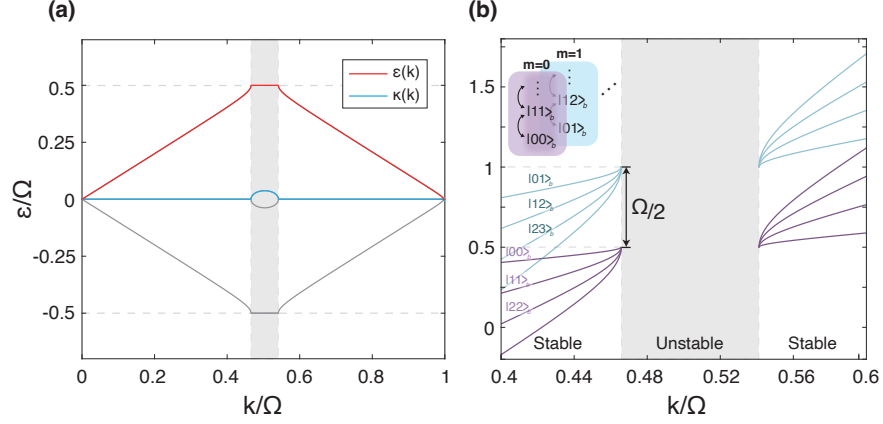 (a)
ε/Ω
0.5
0.25
0
-0.25
-0.5
0
0.2
0.4
0.6
0.8
1
k/Ω
ε(k)
κ(k)
(b)
1.5
1
0.5
0
m=0
m=1
|11⟩b
|00⟩b
|12⟩b
|01⟩b
|01⟩b
|12⟩b
|23⟩b
|00⟩b
|11⟩b
|22⟩b
Ω/2
Stable
Unstable
Stable
0.4
0.44
0.48
0.52
0.56
0.6
k/Ω